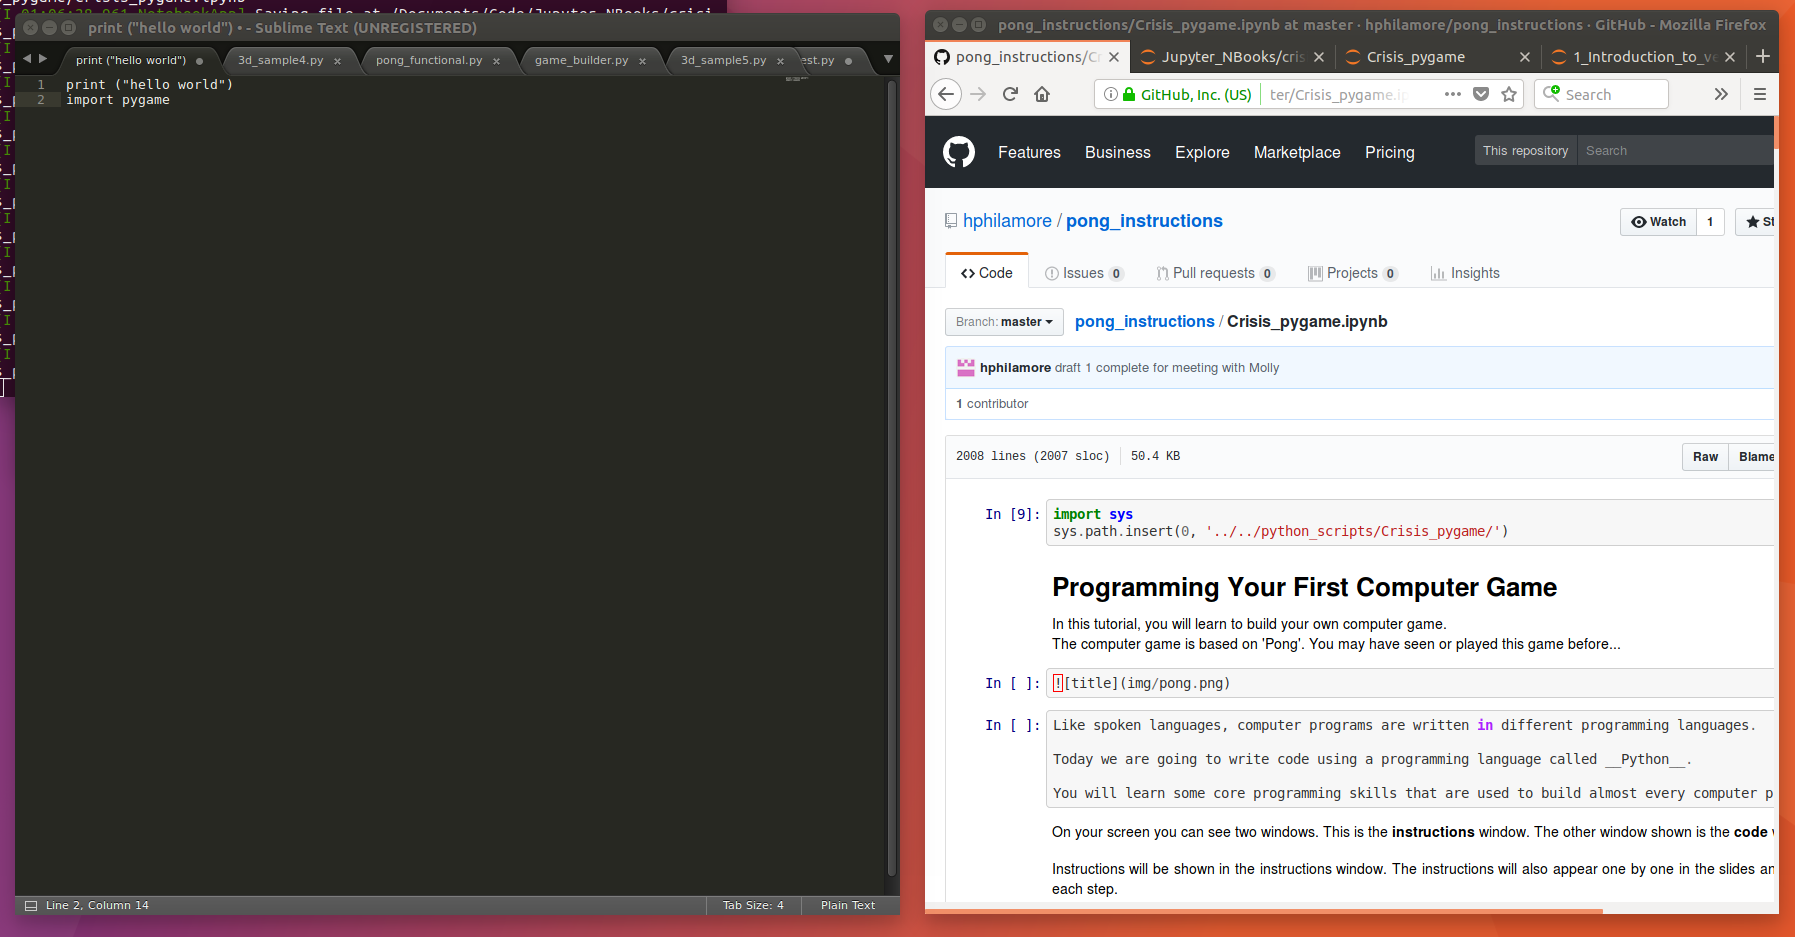 print ("hello world") • - Sublime Text (UNREGISTERED)
print ("hello world")
3d_sample4.py
pong_functional.py
game_builder.py
3d_sample5.py
est.py
1 print ("hello world")
2 import pygame
Line 2, Column 14
Tab Size: 4
Plain Text
pong_instructions/Crisis_pygame.ipynb at master · hphilamore/pong_instructions · GitHub - Mozilla Firefox
pong_instructions/Cr
Jupyter_NBooks/cris
Crisis_pygame
1_Introduction_to_ve
GitHub, Inc. (US)
ter/Crisis_pygame.ip
Search
Features
Business
Explore
Marketplace
Pricing
This repository
Search
hphilamore / pong_instructions
Watch 1
St
Code
Issues 0
Pull requests 0
Projects 0
Insights
Branch: master
pong_instructions / Crisis_pygame.ipynb
hphilamore draft 1 complete for meeting with Molly
1 contributor
2008 lines (2007 sloc) 50.4 KB
Raw
Blame
In [9]: import sys
sys.path.insert(0, '../../python_scripts/Crisis_pygame/')
Programming Your First Computer Game
In this tutorial, you will learn to build your own computer game.
The computer game is based on 'Pong'. You may have seen or played this game before...
In [ ]: ![title](img/pong.png)
In [ ]: Like spoken languages, computer programs are written in different programming languages.
Today we are going to write code using a programming language called __Python__.
You will learn some core programming skills that are used to build almost every computer p
On your screen you can see two windows. This is the instructions window. The other window shown is the code
Instructions will be shown in the instructions window. The instructions will also appear one by one in the slides an
each step.